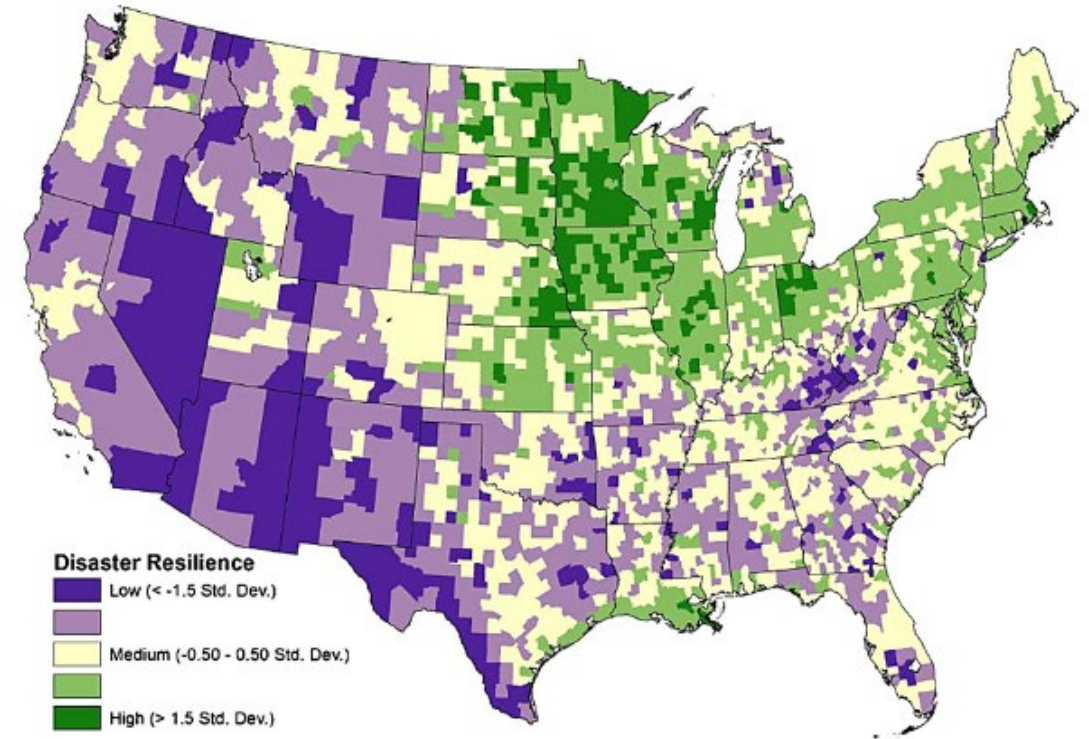 Disaster Resilience
Low (< -1.5 Std. Dev.)
Medium (-0.50 - 0.50 Std. Dev.)
High (> 1.5 Std. Dev.)